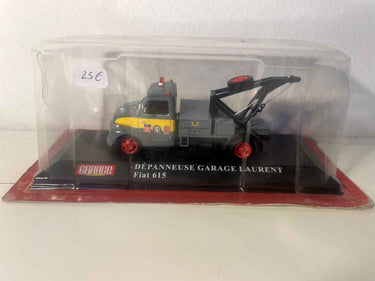 25€
GARAGE
DÉPANNEUSE GARAGE LAURENT
Fiat 615